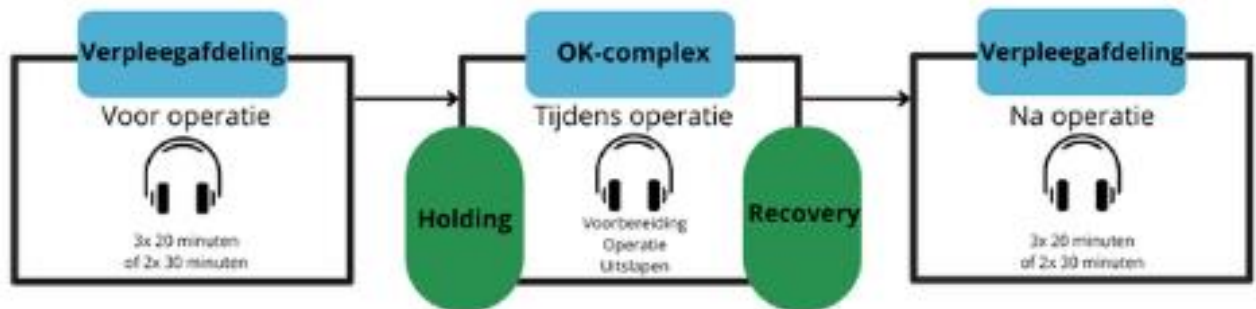 Verpleegafdeling
Voor operatie
3x 20 minuten
of 2x 30 minuten
OK-complex
Tijdens operatie
Holding
Voorbereiding
Operatie
Uitslapen
Recovery
Verpleegafdeling
Na operatie
3x 20 minuten
of 2x 30 minuten